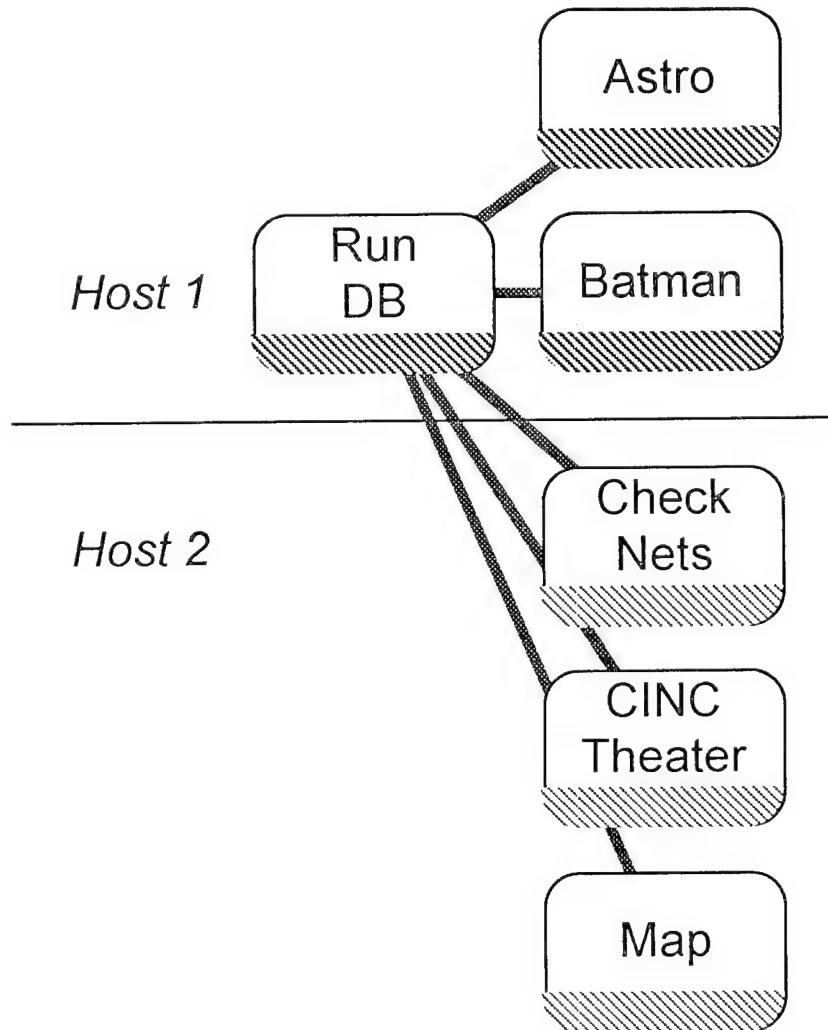 Astro
Run
DB
Host 1
Batman
Check
Nets
Host 2
CINC
Theater
Map